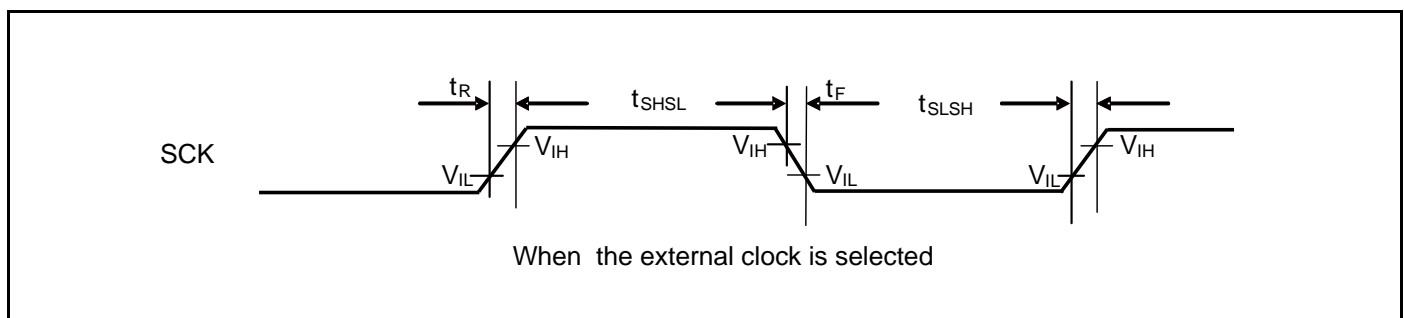 tR tSHSL tF tSLSH
SCK VIH VIH VIH
VIL VIL VIL
When the external clock is selected